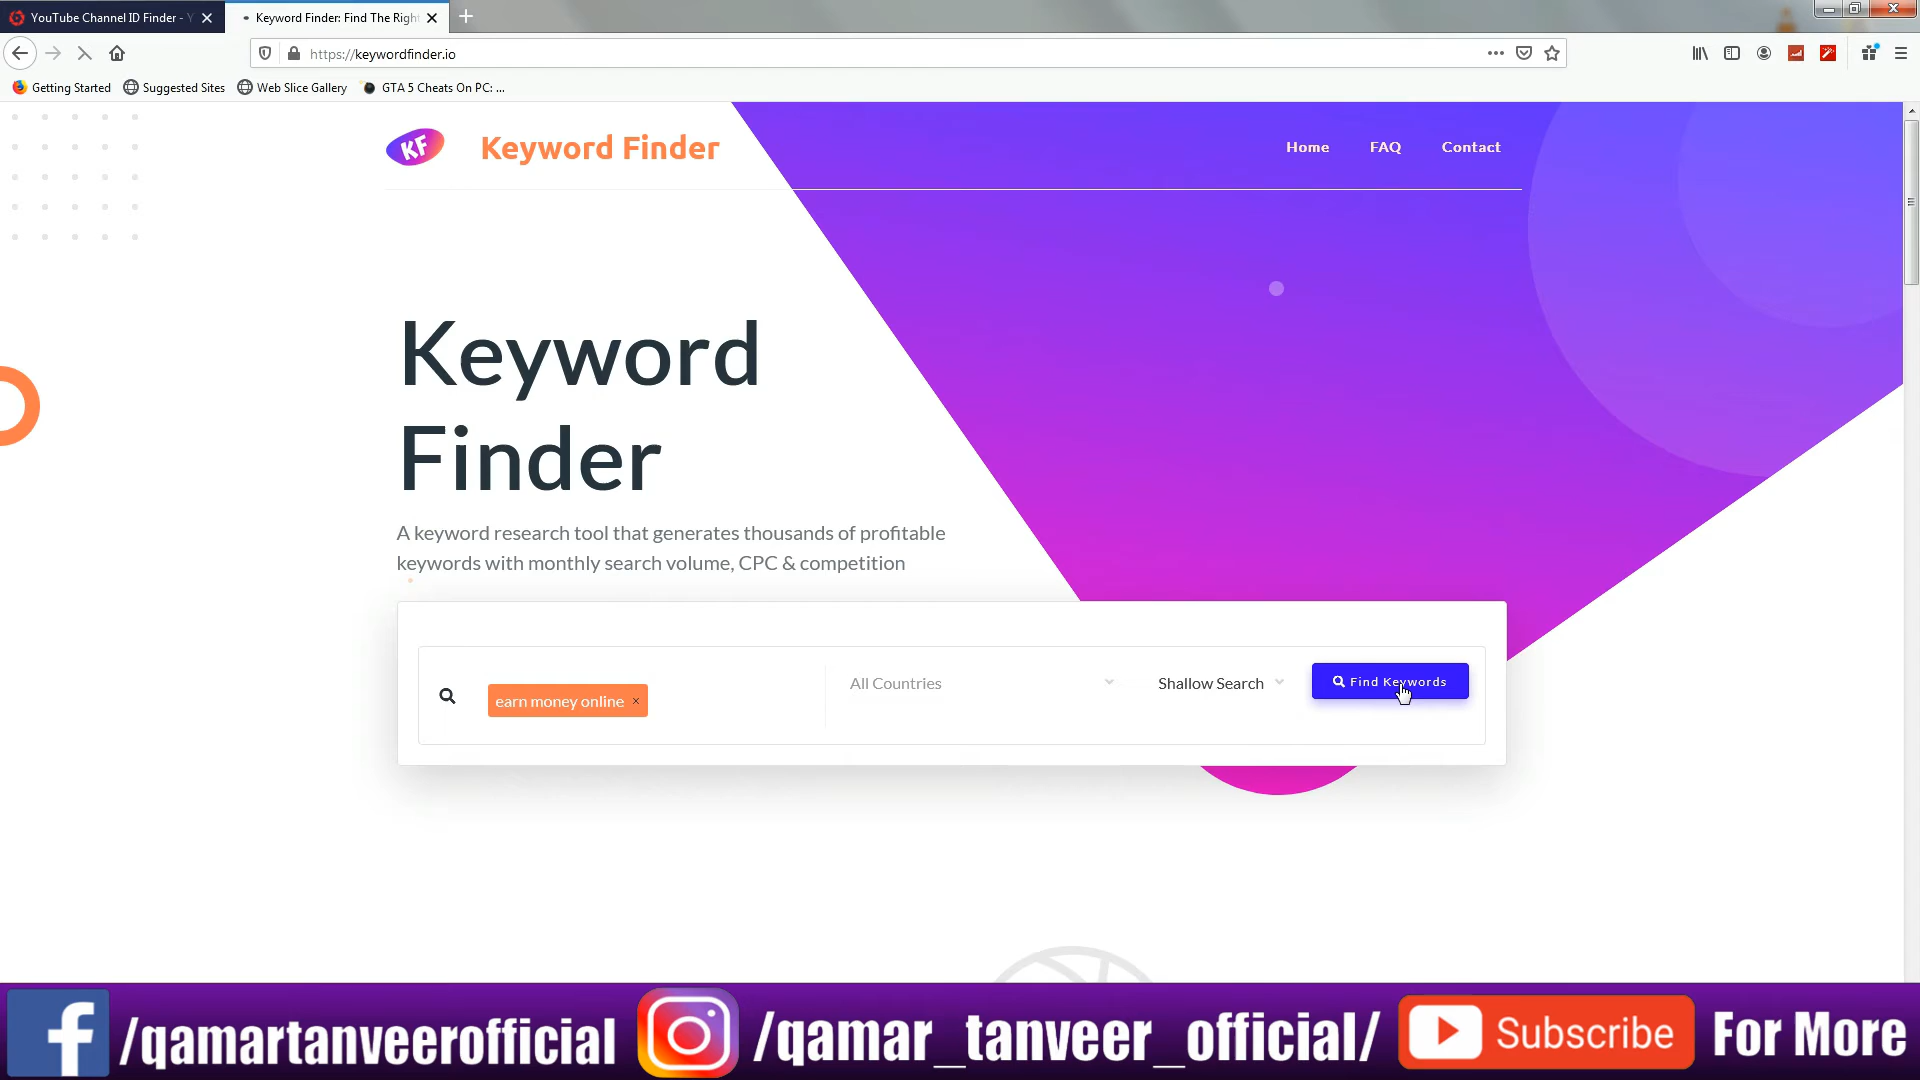 YouTube Channel ID Finder - Y
Keyword Finder: Find The Righ
https://keywordfinder.io
Getting Started
Suggested Sites
Web Slice Gallery
GTA 5 Cheats On PC: ...
KF
Keyword Finder
Home
FAQ
Contact
Keyword
Finder
A keyword research tool that generates thousands of profitable
keywords with monthly search volume, CPC & competition
earn money online ×
All Countries
Shallow Search
Find Keywords
/qamartanveerofficial
/qamar_tanveer_official/
Subscribe
For More